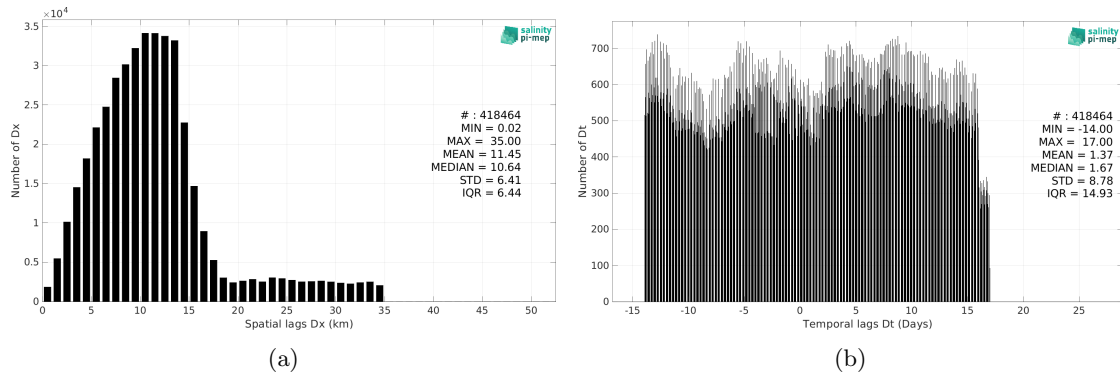 ×10⁴
3.5
3
2.5
2
1.5
1
0.5
0
Number of Dx
0 5 10 15 20 25 30 35 40 45 50
Spatial lags Dx (km)
salinity
pi-mep
# : 418464
MIN = 0.02
MAX = 35.00
MEAN = 11.45
MEDIAN = 10.64
STD = 6.41
IQR = 6.44
(a)
700
600
500
400
300
200
100
0
Number of Dt
-15 -10 -5 0 5 10 15 20 25
Temporal lags Dt (Days)
salinity
pi-mep
# : 418464
MIN = -14.00
MAX = 17.00
MEAN = 1.37
MEDIAN = 1.67
STD = 8.78
IQR = 14.93
(b)